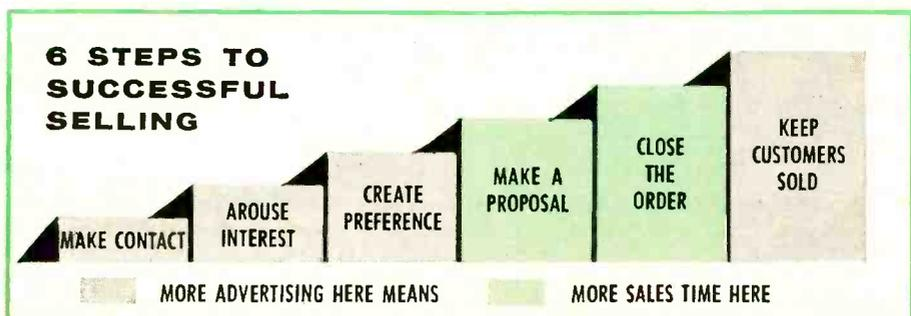 6 STEPS TO
SUCCESSFUL
SELLING
MAKE CONTACT
AROUSE
INTEREST
CREATE
PREFERENCE
MAKE A
PROPOSAL
CLOSE
THE
ORDER
KEEP
CUSTOMERS
SOLD
MORE ADVERTISING HERE MEANS
MORE SALES TIME HERE